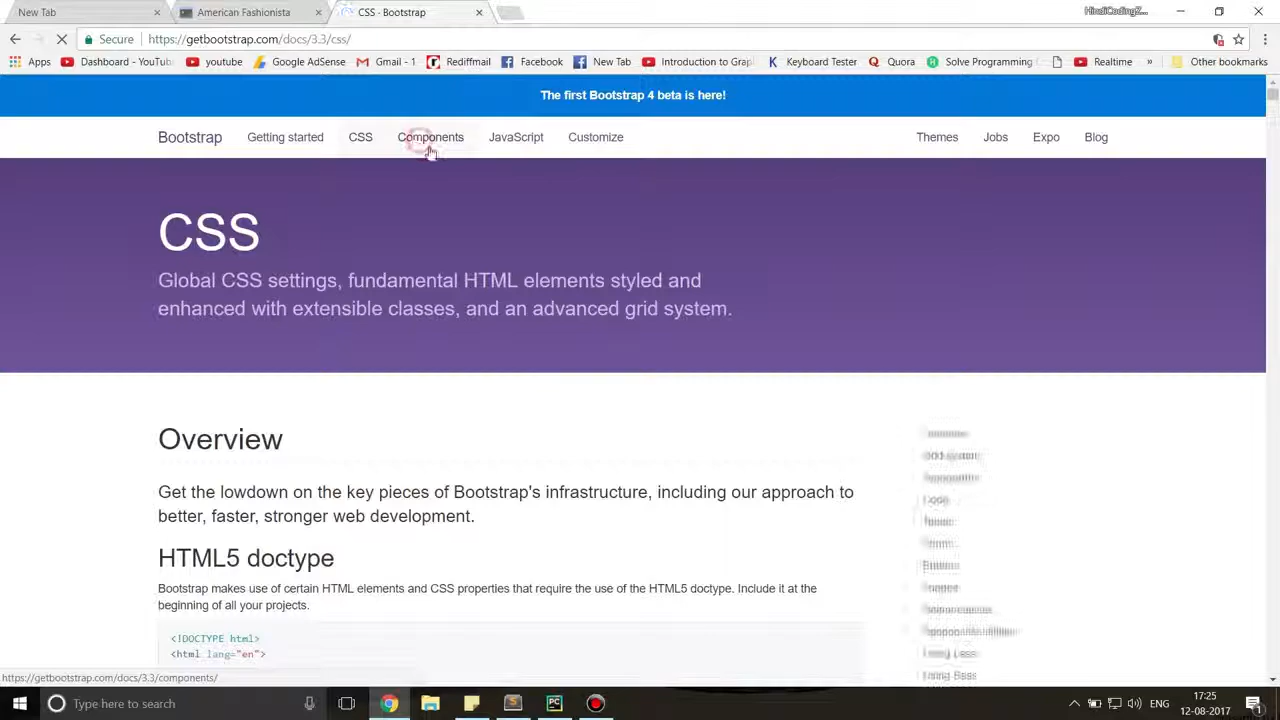 New Tab
American Fashionista
CSS - Bootstrap
HindiCodingZ...
Secure
https://getbootstrap.com/docs/3.3/css/
Apps
Dashboard - YouTub
youtube
Google AdSense
Gmail - 1
Rediffmail
Facebook
New Tab
Introduction to Grap
Keyboard Tester
Quora
Solve Programming
Realtime
»
Other bookmarks
The first Bootstrap 4 beta is here!
Bootstrap Getting started CSS Components JavaScript Customize Themes Jobs Expo Blog
CSS
Global CSS settings, fundamental HTML elements styled and
enhanced with extensible classes, and an advanced grid system.
Overview
Get the lowdown on the key pieces of Bootstrap's infrastructure, including our approach to
better, faster, stronger web development.
HTML5 doctype
Bootstrap makes use of certain HTML elements and CSS properties that require the use of the HTML5 doctype. Include it at the
beginning of all your projects.
<!DOCTYPE html>
<html lang="en">
https://getbootstrap.com/docs/3.3/components/
Type here to search
ENG
17:25
12-08-2017